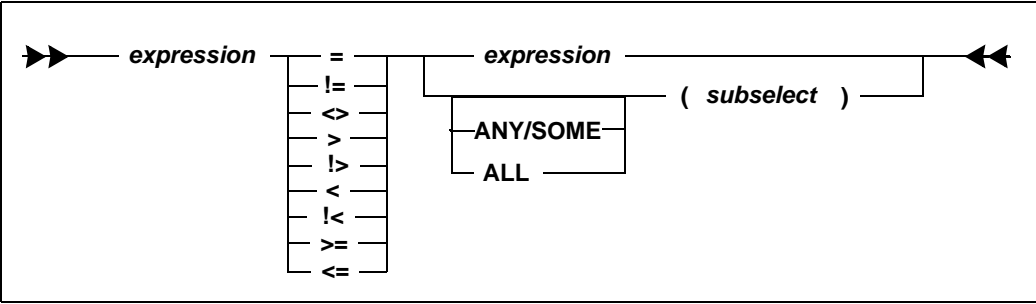 expression = expression
!=
<> ( subselect )
> ANY/SOME
!> ALL
<
!<
>=
<=